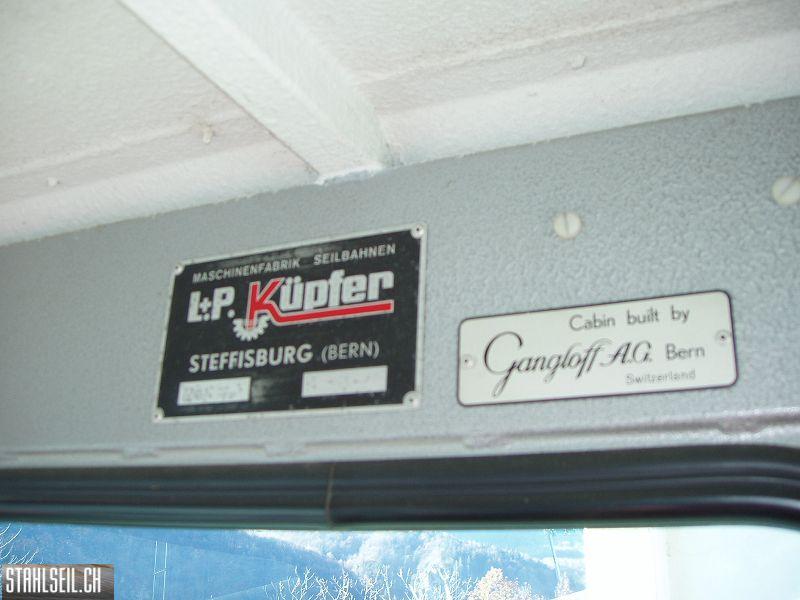 MASCHINENFABRIK SEILBAHNEN
L+P. Küpfer
STEFFISBURG (BERN)
Cabin built by
Gangloff A.G. Bern
Switzerland
STAHLSEIL.CH